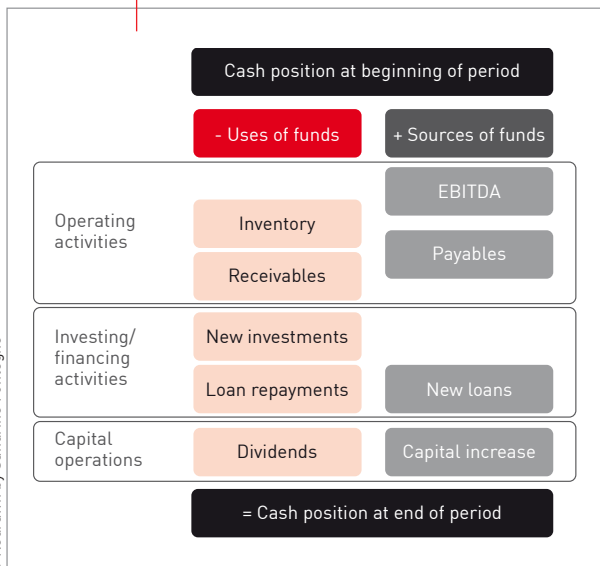 Cash position at beginning of period
- Uses of funds
+ Sources of funds
Operating
activities
EBITDA
Inventory
Payables
Receivables
Investing/
financing
activities
New investments
Loan repayments
New loans
Capital
operations
Dividends
Capital increase
= Cash position at end of period